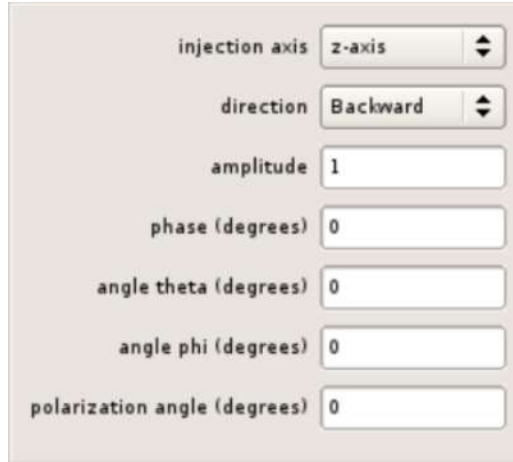 injection axis z-axis
direction Backward
amplitude 1
phase (degrees) 0
angle theta (degrees) 0
angle phi (degrees) 0
polarization angle (degrees) 0